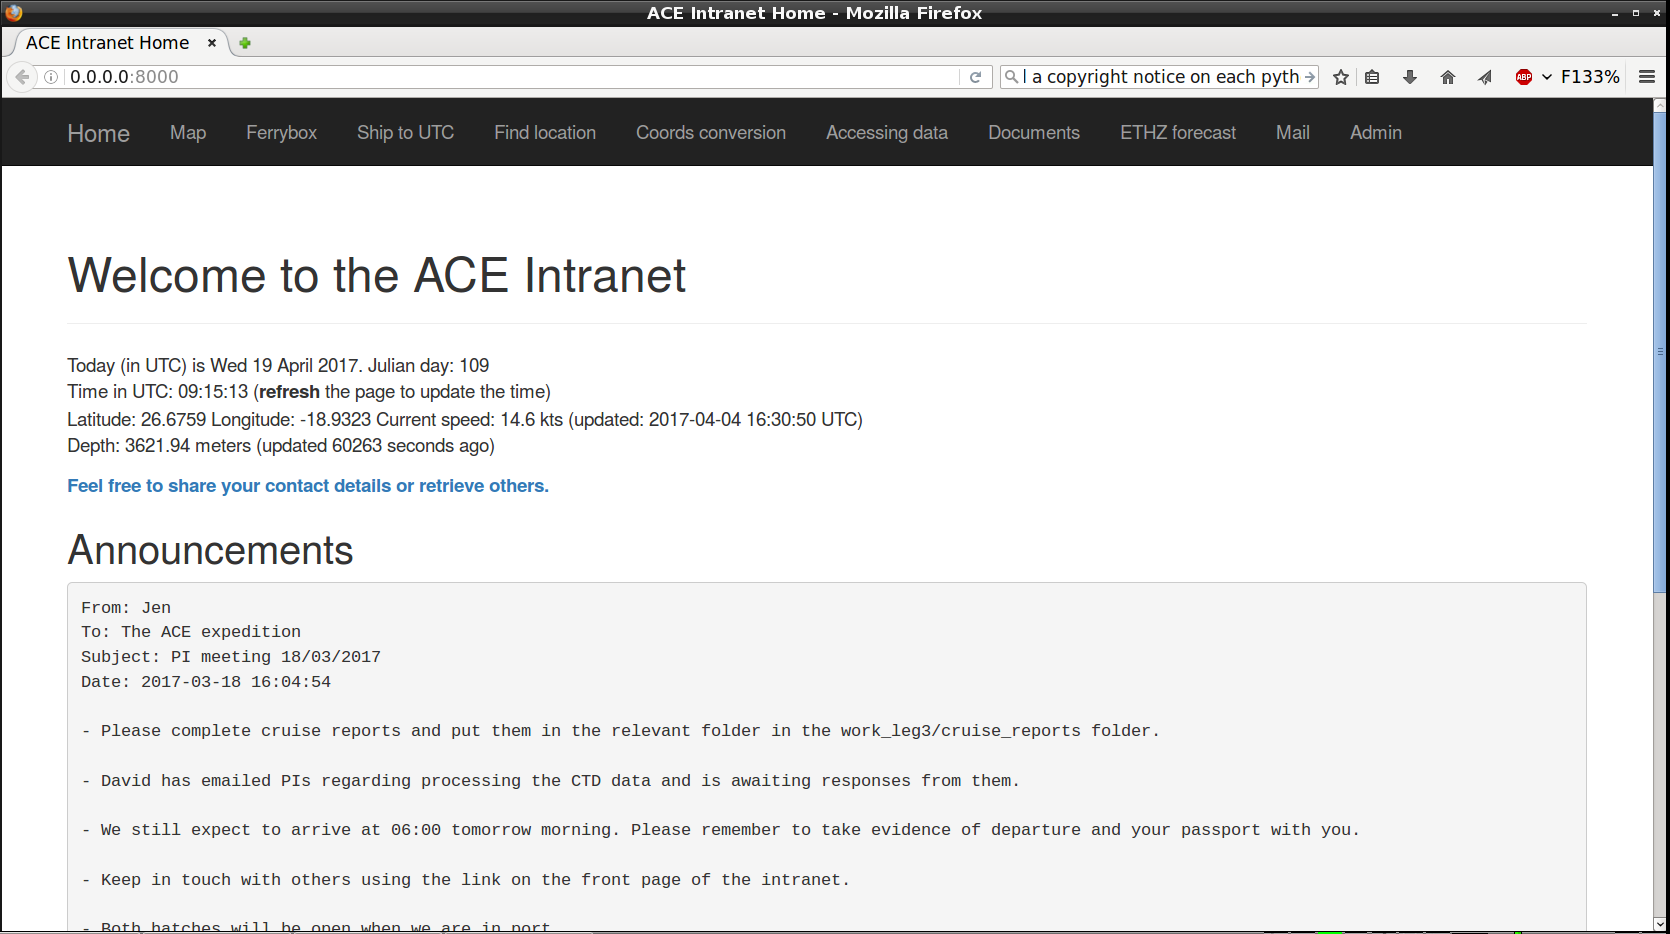 ACE Intranet Home - Mozilla Firefox
ACE Intranet Home
0.0.0.0:8000
a copyright notice on each pyth
ABP
F133%
Home Map Ferrybox Ship to UTC Find location Coords conversion Accessing data Documents ETHZ forecast Mail Admin
Welcome to the ACE Intranet
Today (in UTC) is Wed 19 April 2017. Julian day: 109
Time in UTC: 09:15:13 (refresh the page to update the time)
Latitude: 26.6759 Longitude: -18.9323 Current speed: 14.6 kts (updated: 2017-04-04 16:30:50 UTC)
Depth: 3621.94 meters (updated 60263 seconds ago)
Feel free to share your contact details or retrieve others.
Announcements
From: Jen
To: The ACE expedition
Subject: PI meeting 18/03/2017
Date: 2017-03-18 16:04:54
- Please complete cruise reports and put them in the relevant folder in the work_leg3/cruise_reports folder.
- David has emailed PIs regarding processing the CTD data and is awaiting responses from them.
- We still expect to arrive at 06:00 tomorrow morning. Please remember to take evidence of departure and your passport with you.
- Keep in touch with others using the link on the front page of the intranet.
- Both hatches will be open when we are in port